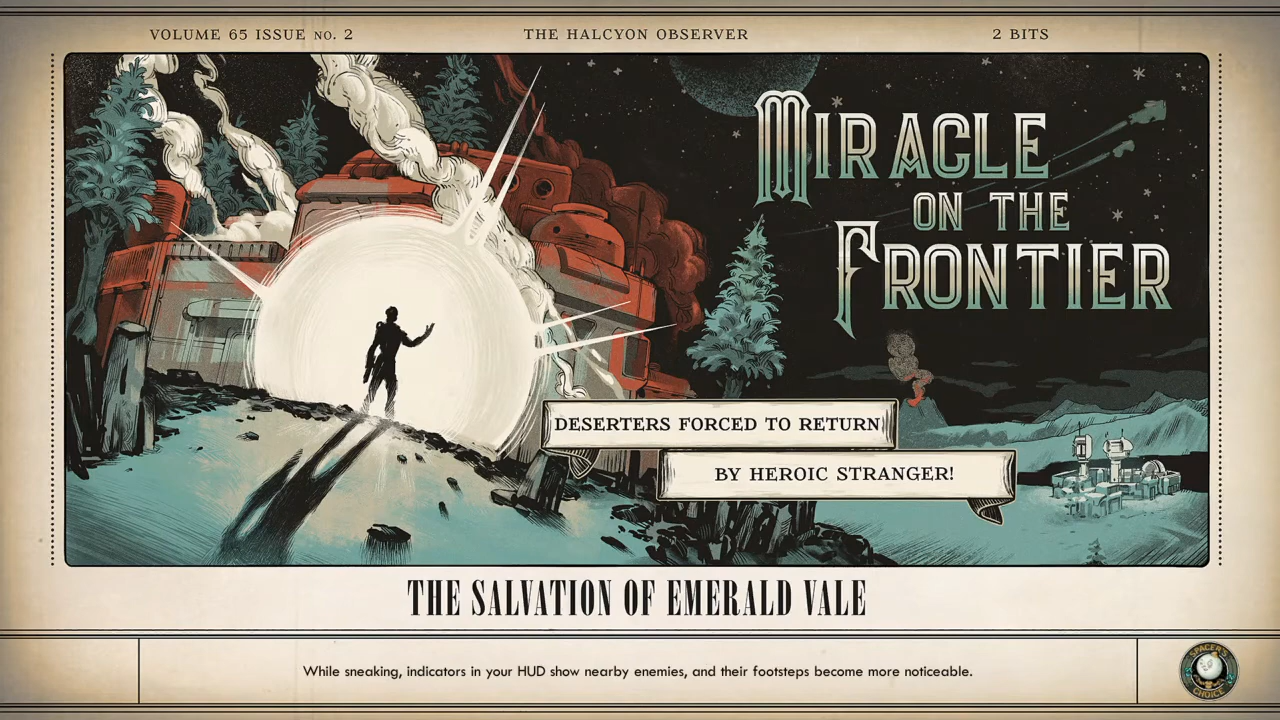 VOLUME 65 ISSUE NO. 2
THE HALCYON OBSERVER
2 BITS
MIRACLE
ON THE
FRONTIER
DESERTERS FORCED TO RETURN
BY HEROIC STRANGER!
THE SALVATION OF EMERALD VALE
While sneaking, indicators in your HUD show nearby enemies, and their footsteps become more noticeable.
SPACER'S
CHOICE